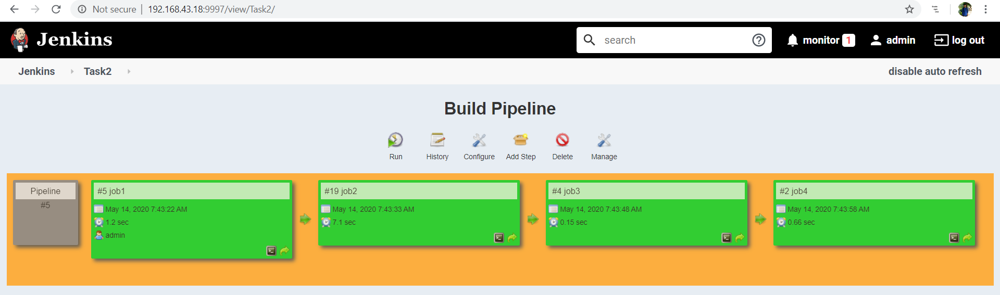 Not secure | 192.168.43.18:9997/view/Task2/
Jenkins
search
monitor 1
admin
log out
Jenkins
Task2
disable auto refresh
Build Pipeline
Run
History
Configure
Add Step
Delete
Manage
Pipeline
#5
#5 job1
May 14, 2020 7:43:22 AM
1.2 sec
admin
#19 job2
May 14, 2020 7:43:33 AM
7.1 sec
#4 job3
May 14, 2020 7:43:48 AM
0.15 sec
#2 job4
May 14, 2020 7:43:58 AM
0.66 sec